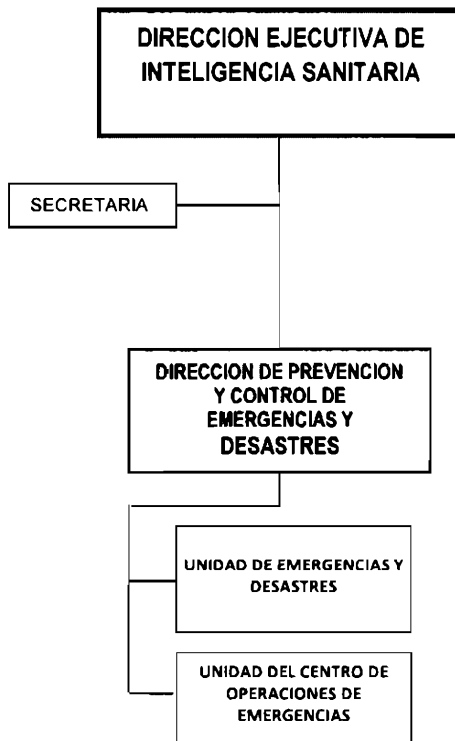 DIRECCION EJECUTIVA DE
INTELIGENCIA SANITARIA
SECRETARIA
DIRECCION DE PREVENCION
Y CONTROL DE
EMERGENCIAS Y
DESASTRES
UNIDAD DE EMERGENCIAS Y
DESASTRES
UNIDAD DEL CENTRO DE
OPERACIONES DE
EMERGENCIAS